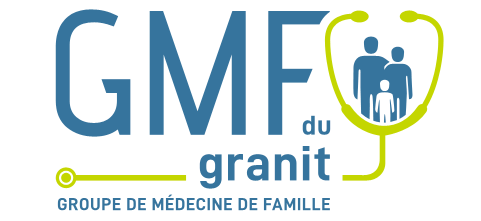 GMF du
granit
GROUPE DE MÉDECINE DE FAMILLE